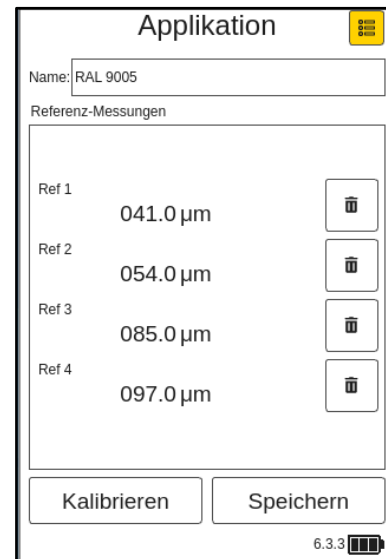 Applikation
Name: RAL 9005
Referenz-Messungen
Ref 1
041.0 µm
Ref 2
054.0 µm
Ref 3
085.0 µm
Ref 4
097.0 µm
Kalibrieren Speichern
6.3.3